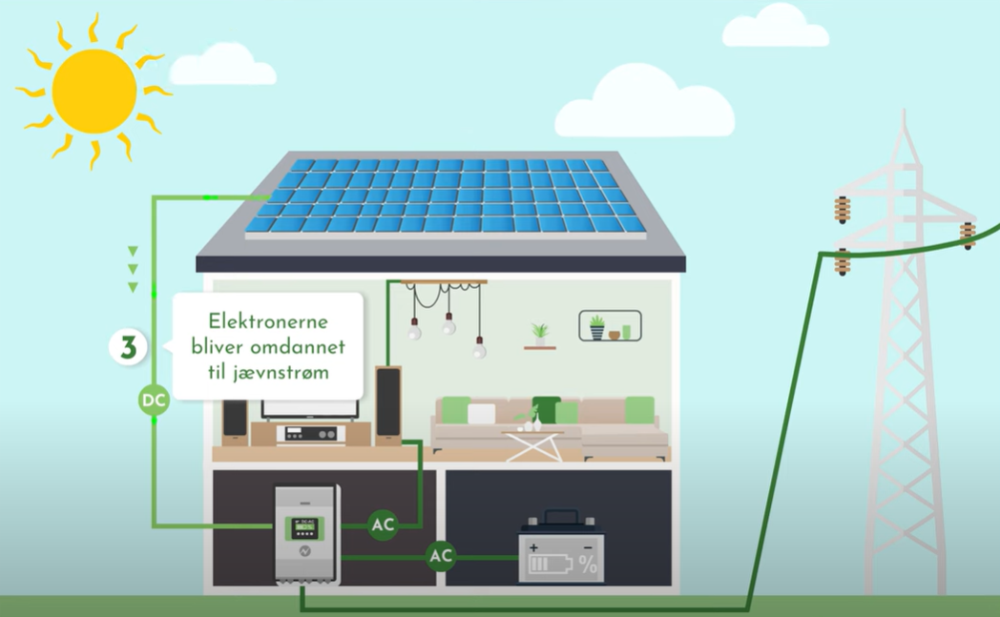 Elektronerne
bliver omdannet
til jævnstrøm
3
DC
AC
AC
+ −
%